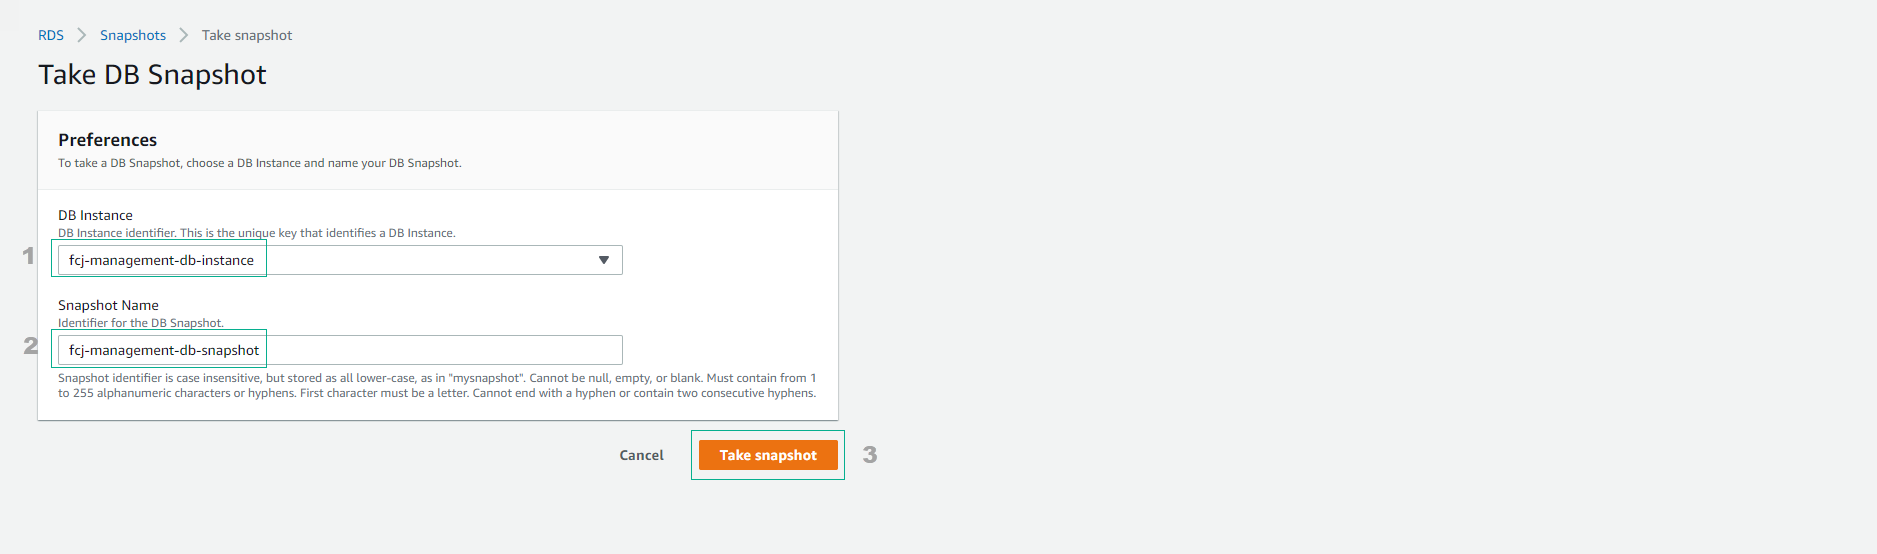 RDS > Snapshots > Take snapshot
Take DB Snapshot
Preferences
To take a DB Snapshot, choose a DB Instance and name your DB Snapshot.
DB Instance
DB Instance identifier. This is the unique key that identifies a DB Instance.
1 fcj-management-db-instance
Snapshot Name
Identifier for the DB Snapshot.
2 fcj-management-db-snapshot
Snapshot identifier is case insensitive, but stored as all lower-case, as in "mysnapshot". Cannot be null, empty, or blank. Must contain from 1
to 255 alphanumeric characters or hyphens. First character must be a letter. Cannot end with a hyphen or contain two consecutive hyphens.
Cancel Take snapshot 3